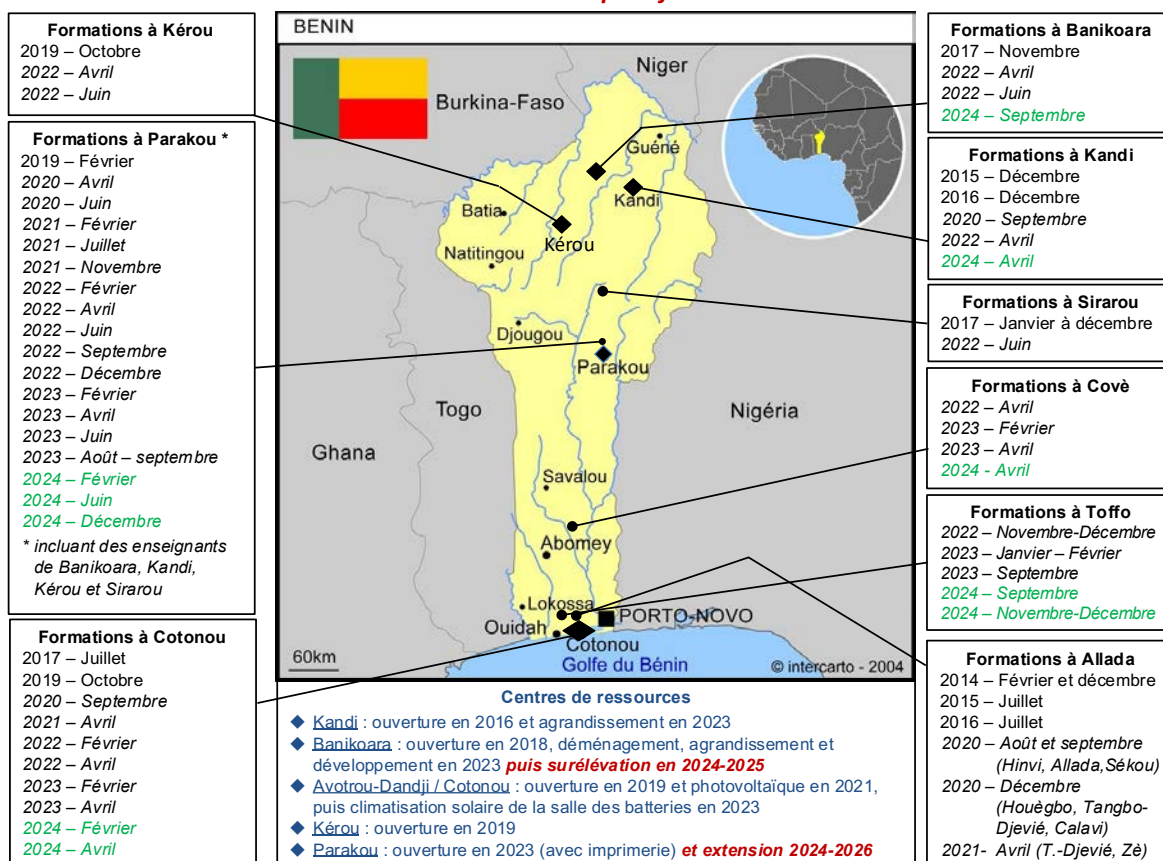 Formations à Kérou
2019 – Octobre
2022 – Avril
2022 – Juin
Formations à Parakou *
2019 – Février
2020 – Avril
2020 – Juin
2021 – Février
2021 – Juillet
2021 – Novembre
2022 – Février
2022 – Avril
2022 – Juin
2022 – Septembre
2022 – Décembre
2023 – Février
2023 – Avril
2023 – Juin
2023 – Août – septembre
2024 – Février
2024 – Juin
2024 – Décembre
* incluant des enseignants
de Banikoara, Kandi,
Kérou et Sirarou
Formations à Cotonou
2017 – Juillet
2019 – Octobre
2020 – Septembre
2021 – Avril
2022 – Février
2022 – Avril
2023 – Février
2023 – Avril
2024 – Février
2024 – Avril
BENIN
Niger
Burkina-Faso
Guéné
Kandi
Batia
Kérou
Natitingou
Djougou
Parakou
Togo
Nigéria
Ghana
Savalou
Abomey
Lokossa
PORTO-NOVO
Ouidah
Cotonou
Golfe du Bénin
60km
© intercarto - 2004
Centres de ressources
Kandi : ouverture en 2016 et agrandissement en 2023
Banikoara : ouverture en 2018, déménagement, agrandissement et
développement en 2023 puis surélévation en 2024-2025
Avotrou-Dandji / Cotonou : ouverture en 2019 et photovoltaïque en 2021,
puis climatisation solaire de la salle des batteries en 2023
Kérou : ouverture en 2019
Parakou : ouverture en 2023 (avec imprimerie) et extension 2024-2026
Formations à Banikoara
2017 – Novembre
2022 – Avril
2022 – Juin
2024 – Septembre
Formations à Kandi
2015 – Décembre
2016 – Décembre
2020 – Septembre
2022 – Avril
2024 – Avril
Formations à Sirarou
2017 – Janvier à décembre
2022 – Juin
Formations à Covè
2022 – Avril
2023 – Février
2023 – Avril
2024 - Avril
Formations à Toffo
2022 – Novembre-Décembre
2023 – Janvier – Février
2023 – Septembre
2024 – Septembre
2024 – Novembre-Décembre
Formations à Allada
2014 – Février et décembre
2015 – Juillet
2016 – Juillet
2020 – Août et septembre
(Hinvi, Allada,Sékou)
2020 – Décembre
(Houègbo, Tangbo-
Djevié, Calavi)
2021- Avril (T.-Djevié, Zè)